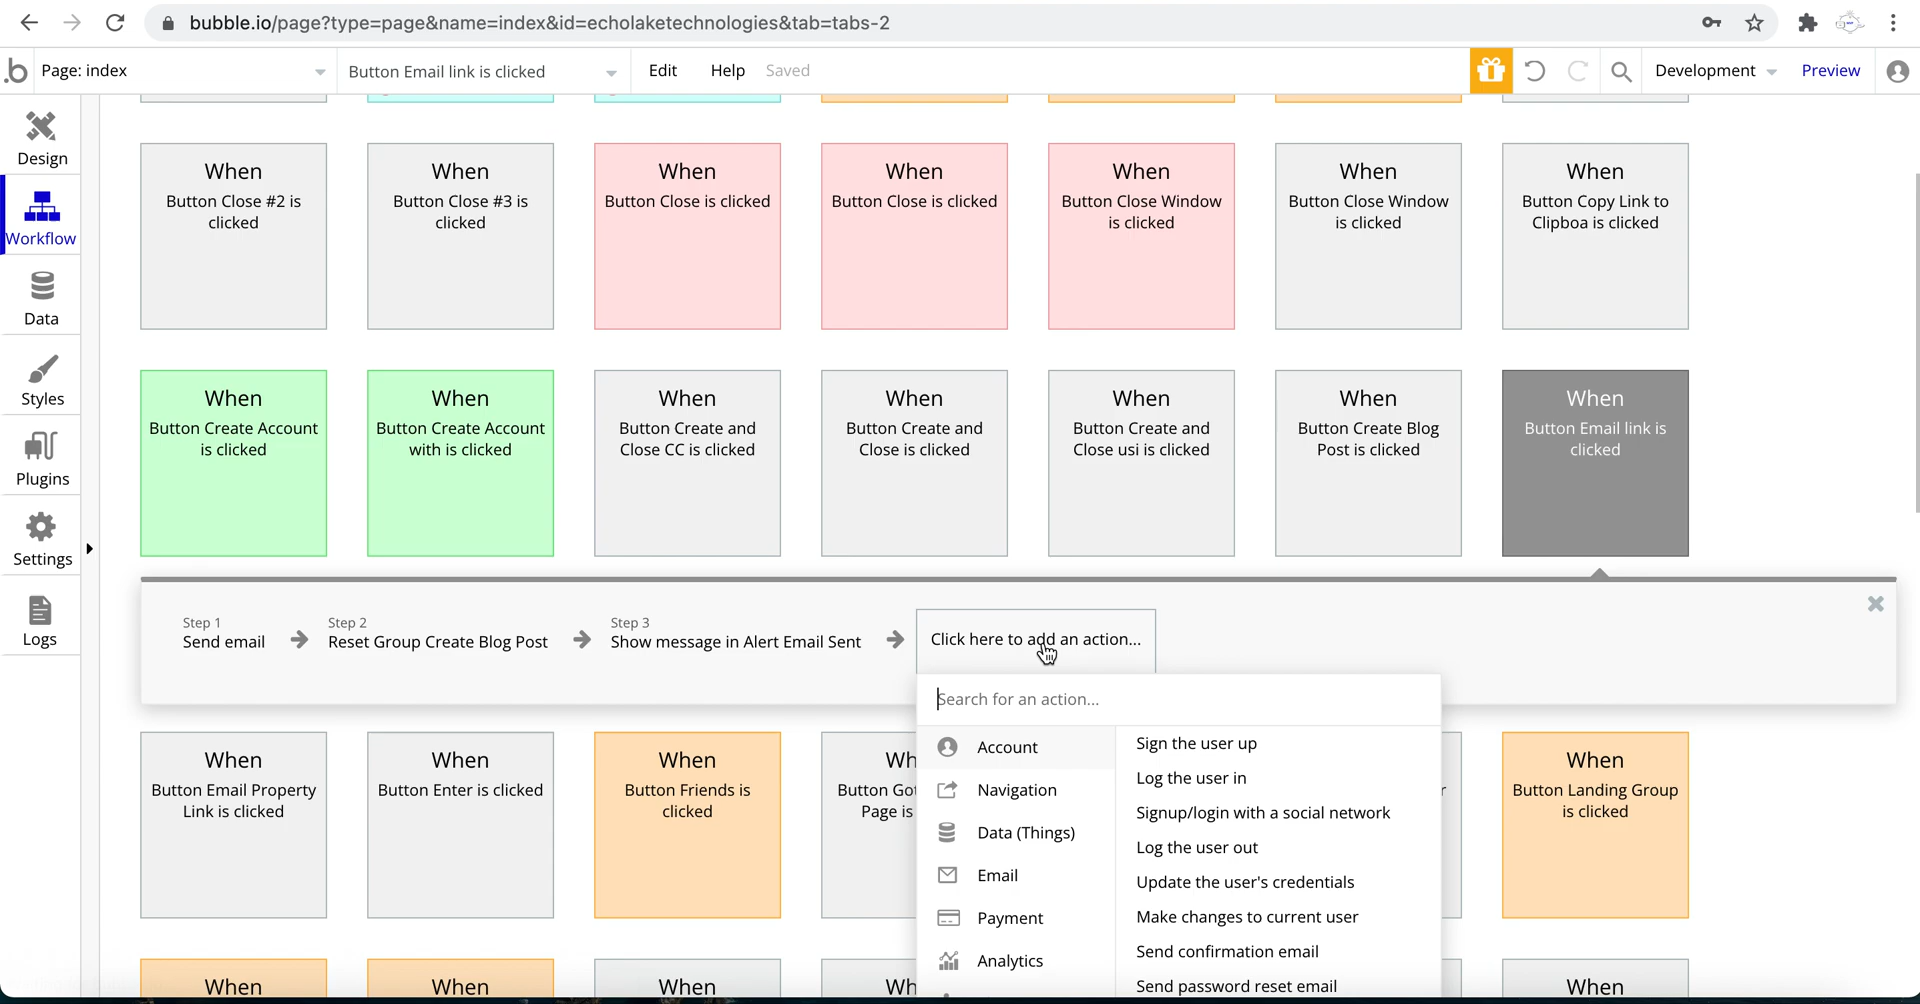 bubble.io/page?type=page&name=index&id=echolaketechnologies&tab=tabs-2
b Page: index Button Email link is clicked Edit Help Saved Development Preview
Design
Workflow
Data
Styles
Plugins
Settings
Logs
When
Button Close #2 is
clicked
When
Button Close #3 is
clicked
When
Button Close is clicked
When
Button Close is clicked
When
Button Close Window
is clicked
When
Button Close Window
is clicked
When
Button Copy Link to
Clipboa is clicked
When
Button Create Account
is clicked
When
Button Create Account
with is clicked
When
Button Create and
Close CC is clicked
When
Button Create and
Close is clicked
When
Button Create and
Close usi is clicked
When
Button Create Blog
Post is clicked
When
Button Email link is
clicked
Step 1
Send email
Step 2
Reset Group Create Blog Post
Step 3
Show message in Alert Email Sent
Click here to add an action...
Search for an action...
Account
Navigation
Data (Things)
Email
Payment
Analytics
Sign the user up
Log the user in
Signup/login with a social network
Log the user out
Update the user's credentials
Make changes to current user
Send confirmation email
Send password reset email
When
Button Email Property
Link is clicked
When
Button Enter is clicked
When
Button Friends is
clicked
Wh
Button Go
Page is
r
When
Button Landing Group
is clicked
When
When
When
Wh
When